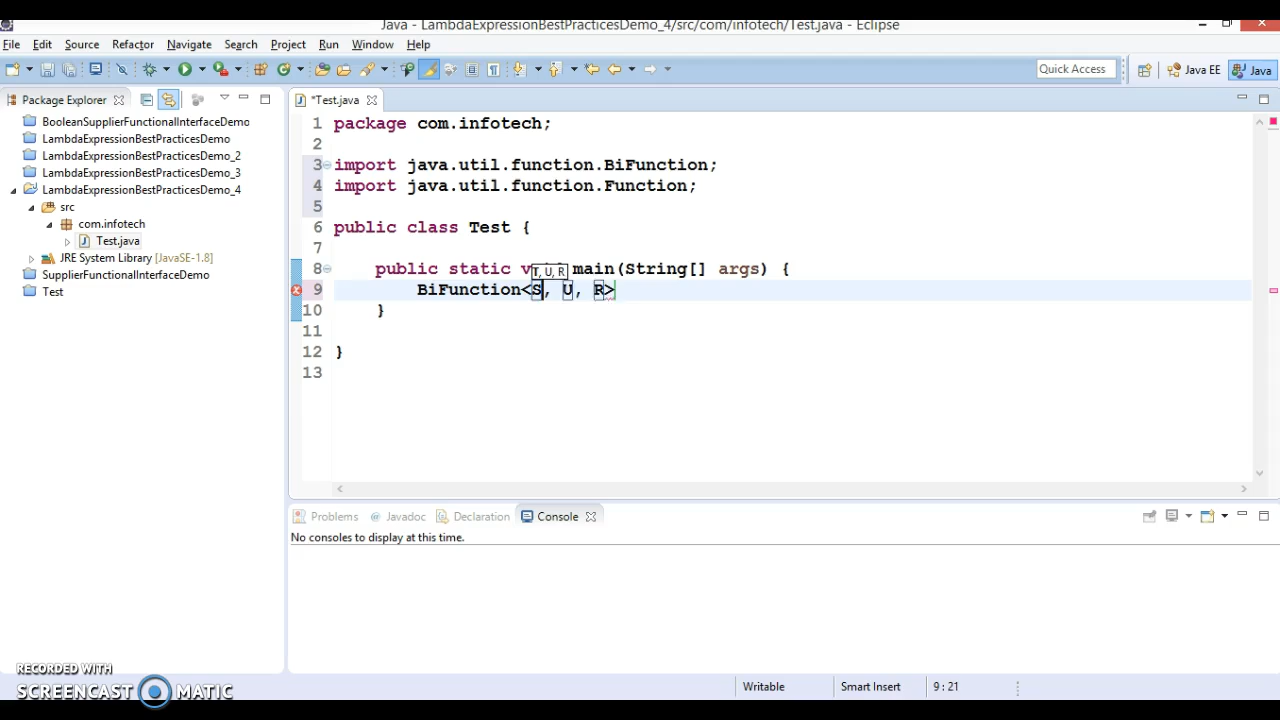 Java - LambdaExpressionBestPracticesDemo_4/src/com/infotech/Test.java - Eclipse
File Edit Source Refactor Navigate Search Project Run Window Help
Quick Access Java EE Java
Package Explorer
BooleanSupplierFunctionalInterfaceDemo
LambdaExpressionBestPracticesDemo
LambdaExpressionBestPracticesDemo_2
LambdaExpressionBestPracticesDemo_3
LambdaExpressionBestPracticesDemo_4
src
com.infotech
Test.java
JRE System Library [JavaSE-1.8]
SupplierFunctionalInterfaceDemo
Test
*Test.java
1 package com.infotech;
2
3 import java.util.function.BiFunction;
4 import java.util.function.Function;
5
6 public class Test {
7
8 public static v main(String[] args) {
T, U, R
9 BiFunction<S, U, R>
10 }
11
12 }
13
Problems Javadoc Declaration Console
No consoles to display at this time.
Writable Smart Insert 9 : 21
RECORDED WITH
SCREENCAST MATIC